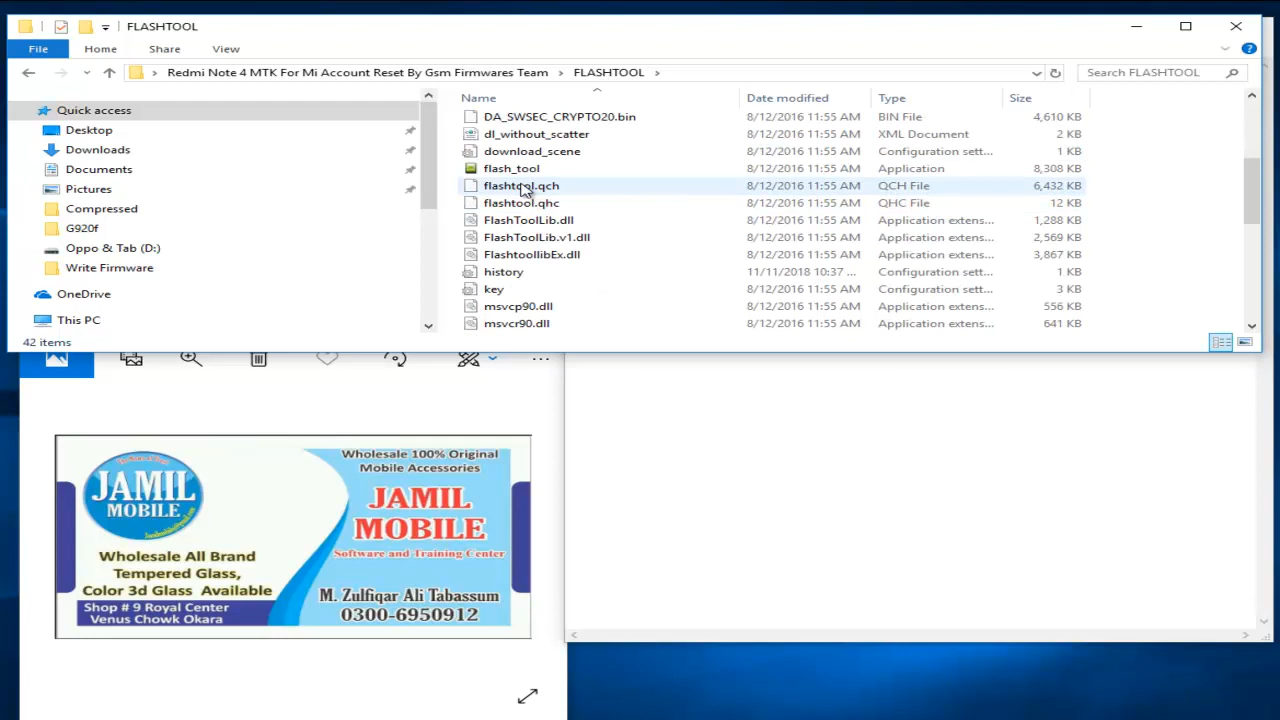 FLASHTOOL
File Home Share View
Redmi Note 4 MTK For Mi Account Reset By Gsm Firmwares Team > FLASHTOOL > Search FLASHTOOL
Quick access
Desktop
Downloads
Documents
Pictures
Compressed
G920f
Oppo & Tab (D:)
Write Firmware
OneDrive
This PC
Name Date modified Type Size
DA_SWSEC_CRYPTO20.bin 8/12/2016 11:55 AM BIN File 4,610 KB
dl_without_scatter 8/12/2016 11:55 AM XML Document 2 KB
download_scene 8/12/2016 11:55 AM Configuration sett... 1 KB
flash_tool 8/12/2016 11:55 AM Application 8,308 KB
flashtool.qch 8/12/2016 11:55 AM QCH File 6,432 KB
flashtool.qhc 8/12/2016 11:55 AM QHC File 12 KB
FlashToolLib.dll 8/12/2016 11:55 AM Application extens... 1,288 KB
FlashToolLib.v1.dll 8/12/2016 11:55 AM Application extens... 2,569 KB
FlashtoollibEx.dll 8/12/2016 11:55 AM Application extens... 3,867 KB
history 11/11/2018 10:37 ... Configuration sett... 1 KB
key 8/12/2016 11:55 AM Configuration sett... 3 KB
msvcp90.dll 8/12/2016 11:55 AM Application extens... 556 KB
msvcr90.dll 8/12/2016 11:55 AM Application extens... 641 KB
42 items
JAMIL
MOBILE
Wholesale All Brand
Tempered Glass,
Color 3d Glass Available
Shop # 9 Royal Center
Venus Chowk Okara
Wholesale 100% Original
Mobile Accessories
JAMIL
MOBILE
Software and Training Center
M. Zulfiqar Ali Tabassum
0300-6950912